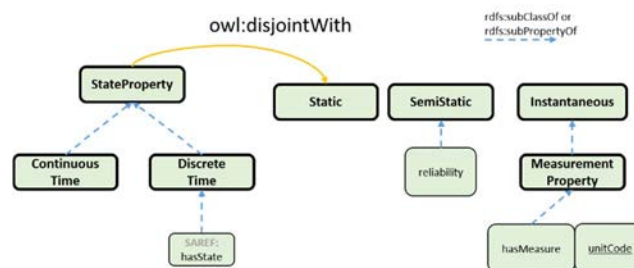 owl:disjointWith
rdfs:subClassOf or
rdfs:subPropertyOf
StateProperty
Static
SemiStatic
Instantaneous
Continuous
Time
Discrete
Time
reliability
Measurement
Property
SAREF:
hasState
hasMeasure
unitCode